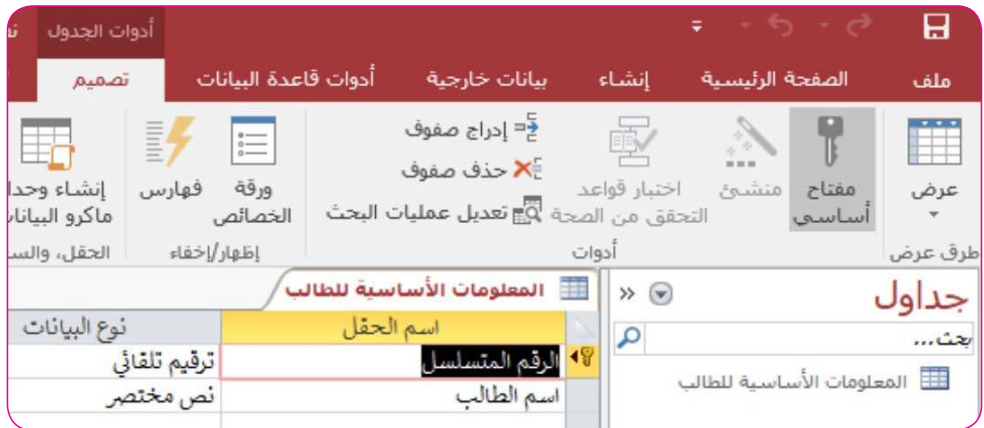 أدوات الجدول
ملف الصفحة الرئيسية إنشاء بيانات خارجية أدوات قاعدة البيانات تصميم
عرض
مفتاح أساسي
منشئ
اختبار قواعد التحقق من الصحة
إدراج صفوف
حذف صفوف
تعديل عمليات البحث
ورقة الخصائص
فهارس
إنشاء وحدا
ماكرو البيانات
طرق عرض
أدوات
إظهار/إخفاء
الحقل، والسـ
جداول
بحث...
المعلومات الأساسية للطالب
المعلومات الأساسية للطالب
اسم الحقل نوع البيانات
الرقم المتسلسل ترقيم تلقائي
اسم الطالب نص مختصر